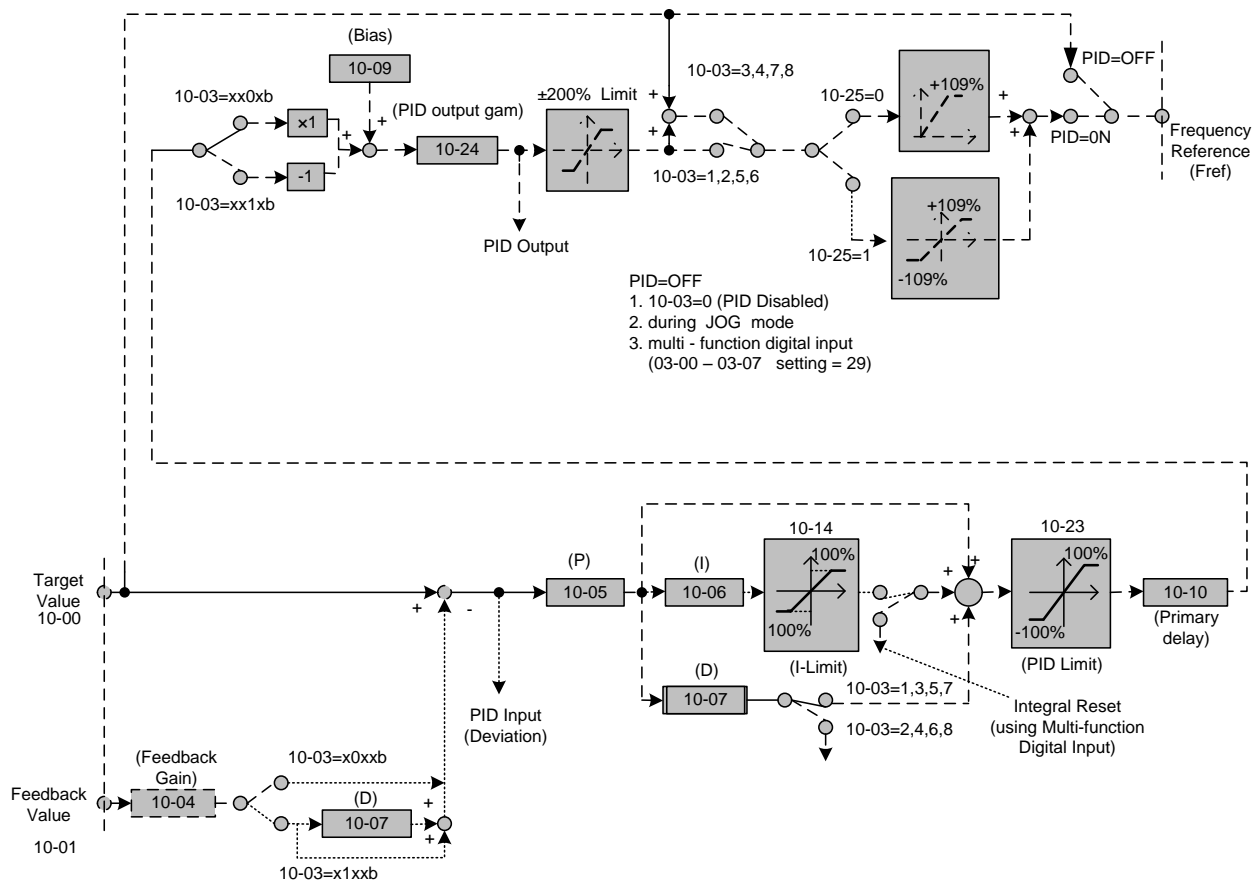 (Bias)
10-09
10-03=xx0xb
×1
-1
10-03=xx1xb
+
+
(PID output gam)
10-24
PID Output
±200% Limit
+
+
10-03=3,4,7,8
10-03=1,2,5,6
10-25=0
+109%
10-25=1
+109%
-109%
+
+
PID=OFF
PID=0N
Frequency
Reference
(Fref)
PID=OFF
1. 10-03=0 (PID Disabled)
2. during JOG mode
3. multi - function digital input
(03-00 – 03-07 setting = 29)
Target
Value
10-00
+
-
PID Input
(Deviation)
(P)
10-05
(I)
10-06
10-14
100%
100%
(I-Limit)
(D)
10-07
10-03=1,3,5,7
10-03=2,4,6,8
+
+
+
Integral Reset
(using Multi-function
Digital Input)
10-23
100%
-100%
(PID Limit)
10-10
(Primary
delay)
Feedback
Value
10-01
(Feedback
Gain)
10-04
10-03=x0xxb
(D)
10-07
+
+
10-03=x1xxb